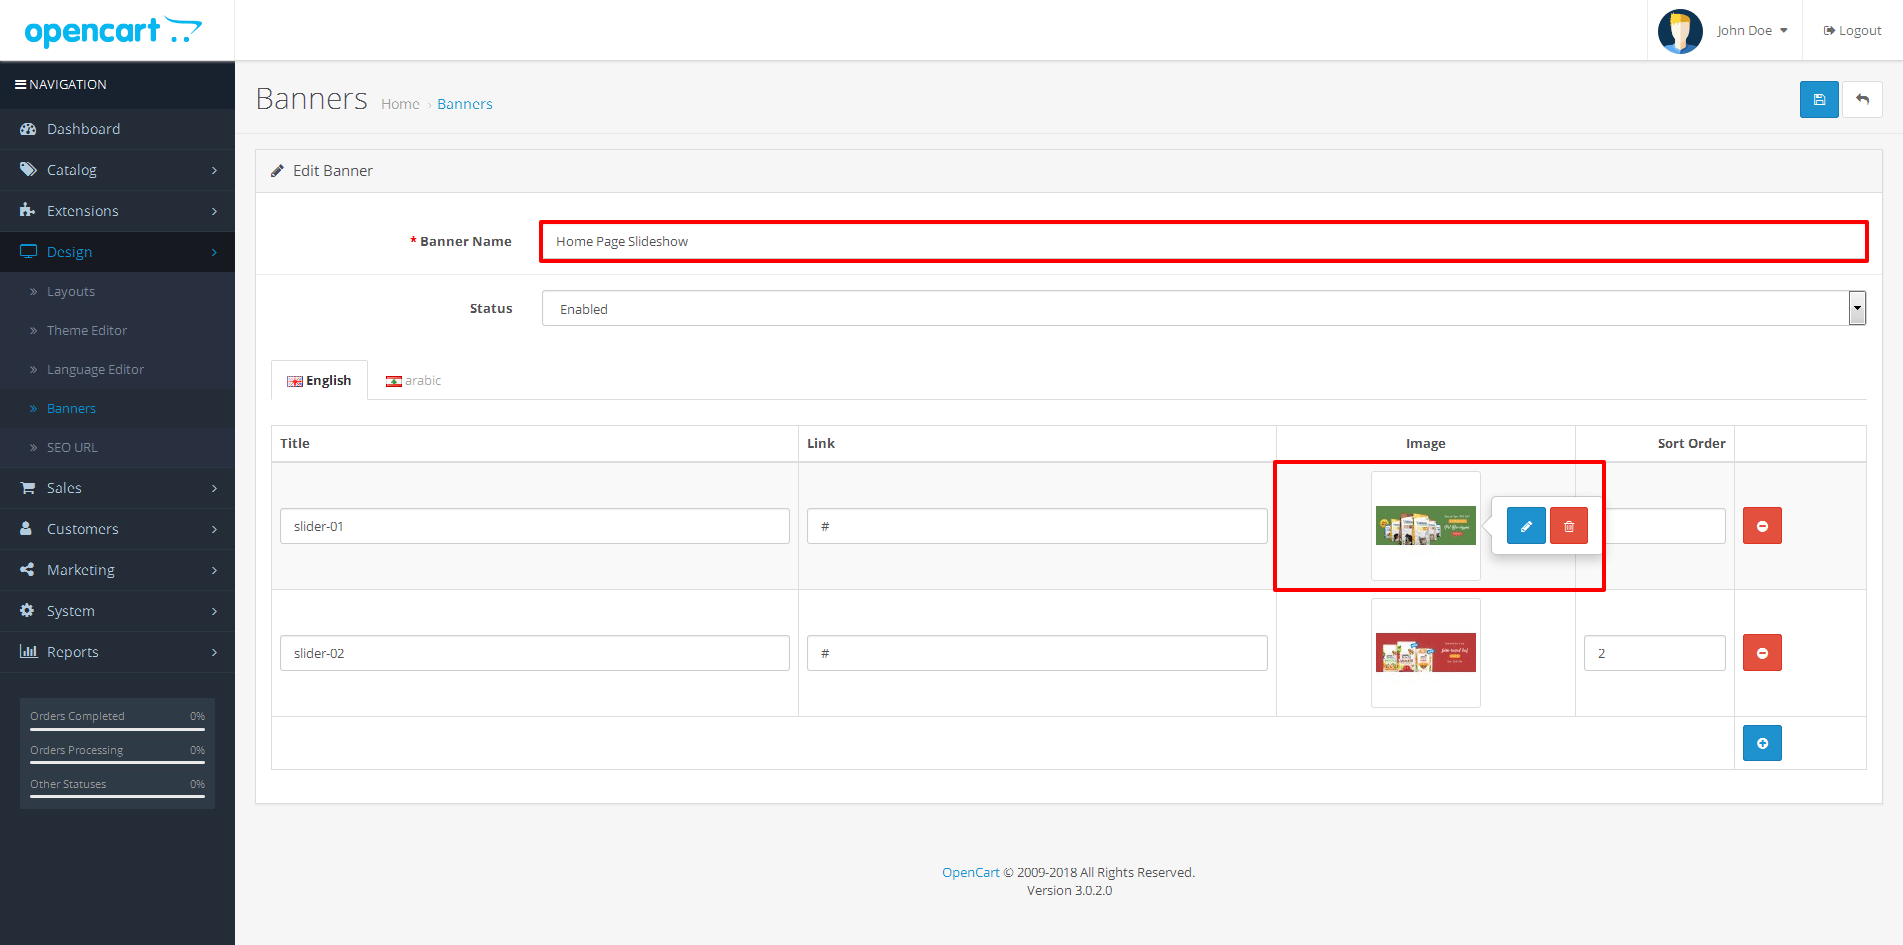 opencart
John Doe
Logout
NAVIGATION
Dashboard
Catalog
Extensions
Design
Layouts
Theme Editor
Language Editor
Banners
SEO URL
Sales
Customers
Marketing
System
Reports
Orders Completed 0%
Orders Processing 0%
Other Statuses 0%
Banners Home › Banners
Edit Banner
* Banner Name Home Page Slideshow
Status Enabled
English arabic
Title Link Image Sort Order
slider-01 #
slider-02 # 2
OpenCart © 2009-2018 All Rights Reserved.
Version 3.0.2.0